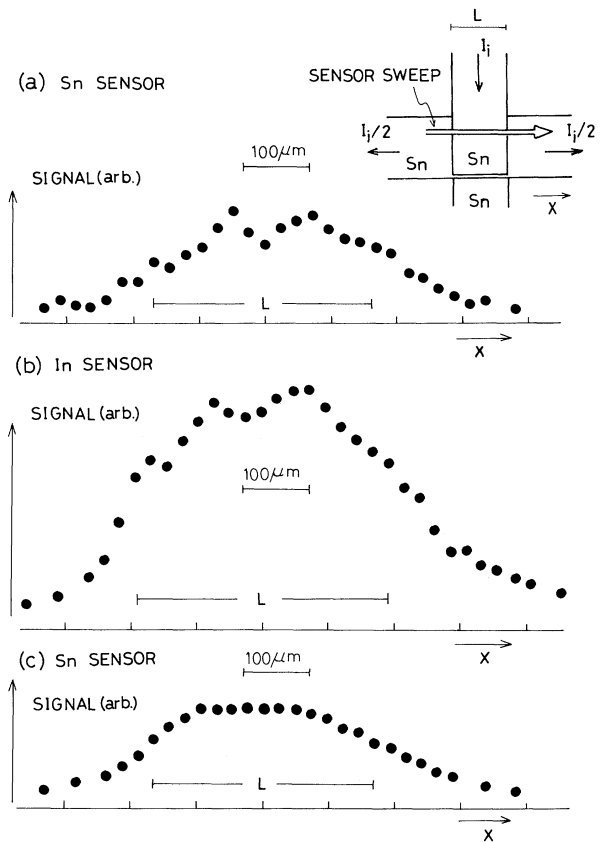 (a) Sn SENSOR
SIGNAL (arb.)
100μm
L
X
L
I_i
SENSOR SWEEP
I_i/2
I_i/2
Sn
Sn
Sn
X
(b) In SENSOR
SIGNAL (arb.)
100μm
L
X
(c) Sn SENSOR
100μm
SIGNAL (arb.)
L
X